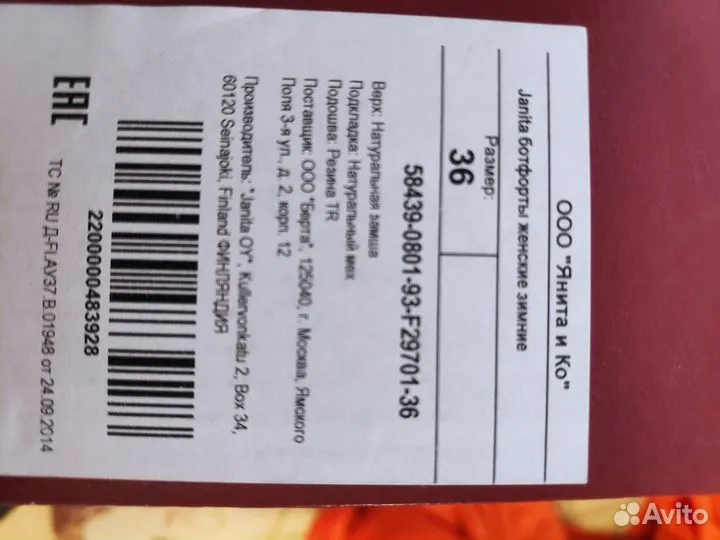 ООО "Янита и Ко"
Janita ботфорты женские зимние
Размер:
36
58439-0801-93-F29701-36
Верх: Натуральная замша
Подкладка: Натуральный мех
Подошва: Резина TR
Поставщик: ООО "Берта", 125040, г. Москва, Ямского
Поля 3-я ул., д. 2, корп. 12
Производитель: "Janita OY", Kullervonkatu 2, Box 34,
60120 Seinajoki, Finland ФИНЛЯНДИЯ
2200000483928
ЕАС
ТС № RU Д-FI.АУ37.В.01948 от 24.09.2014
Avito